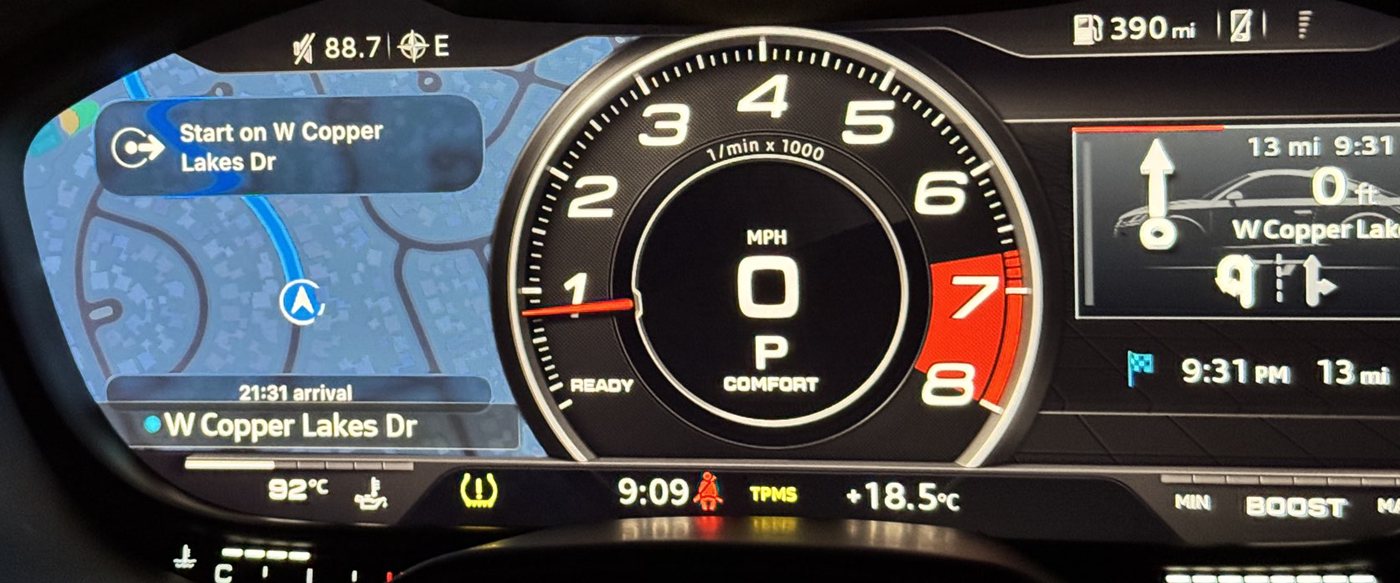 88.7 E
390 mi
Start on W Copper
Lakes Dr
21:31 arrival
W Copper Lakes Dr
92°C
1 2 3 4 5 6 7 8
1/min x 1000
MPH
0
P
COMFORT
READY
13 mi 9:31
0 ft
W Copper Lak
9:31 PM 13 mi
9:09 TPMS +18.5°C
MIN BOOST MA
C